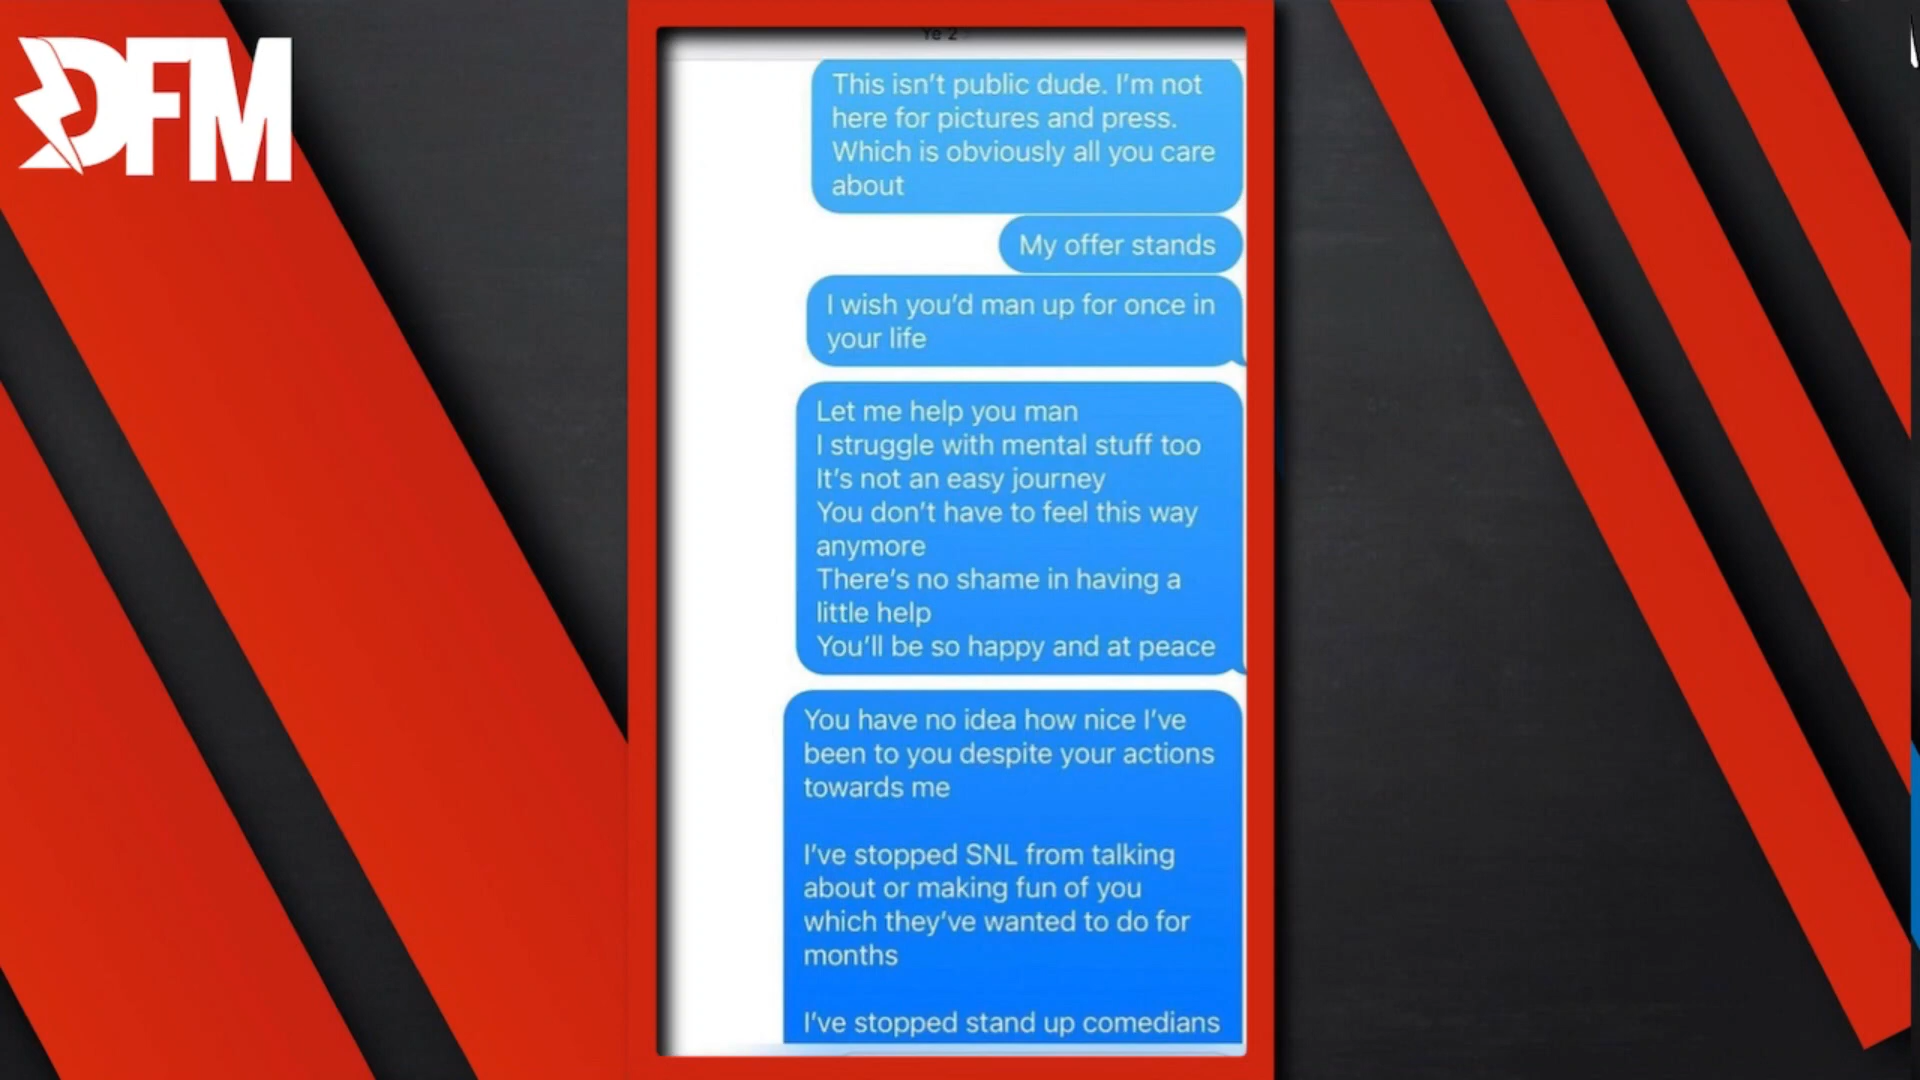 DFM
Ye 2
This isn’t public dude. I’m not
here for pictures and press.
Which is obviously all you care
about
My offer stands
I wish you’d man up for once in
your life
Let me help you man
I struggle with mental stuff too
It’s not an easy journey
You don’t have to feel this way
anymore
There’s no shame in having a
little help
You’ll be so happy and at peace
You have no idea how nice I’ve
been to you despite your actions
towards me
I’ve stopped SNL from talking
about or making fun of you
which they’ve wanted to do for
months
I’ve stopped stand up comedians